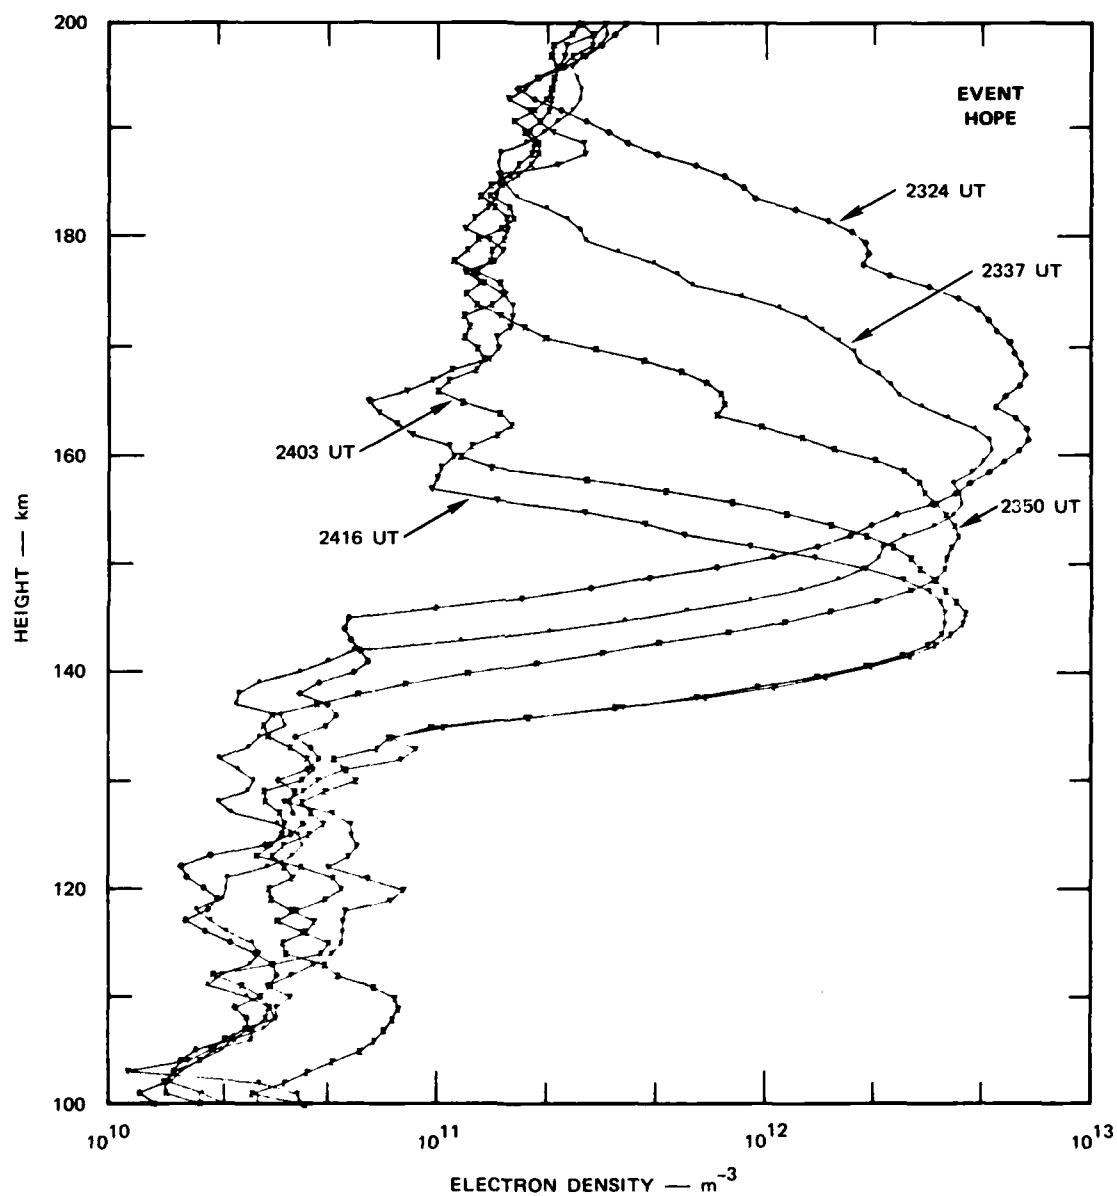 200
EVENT
HOPE
2324 UT
180
2337 UT
2403 UT
160
2350 UT
2416 UT
HEIGHT — km
140
120
100
10^10
10^11
10^12
10^13
ELECTRON DENSITY — m^-3